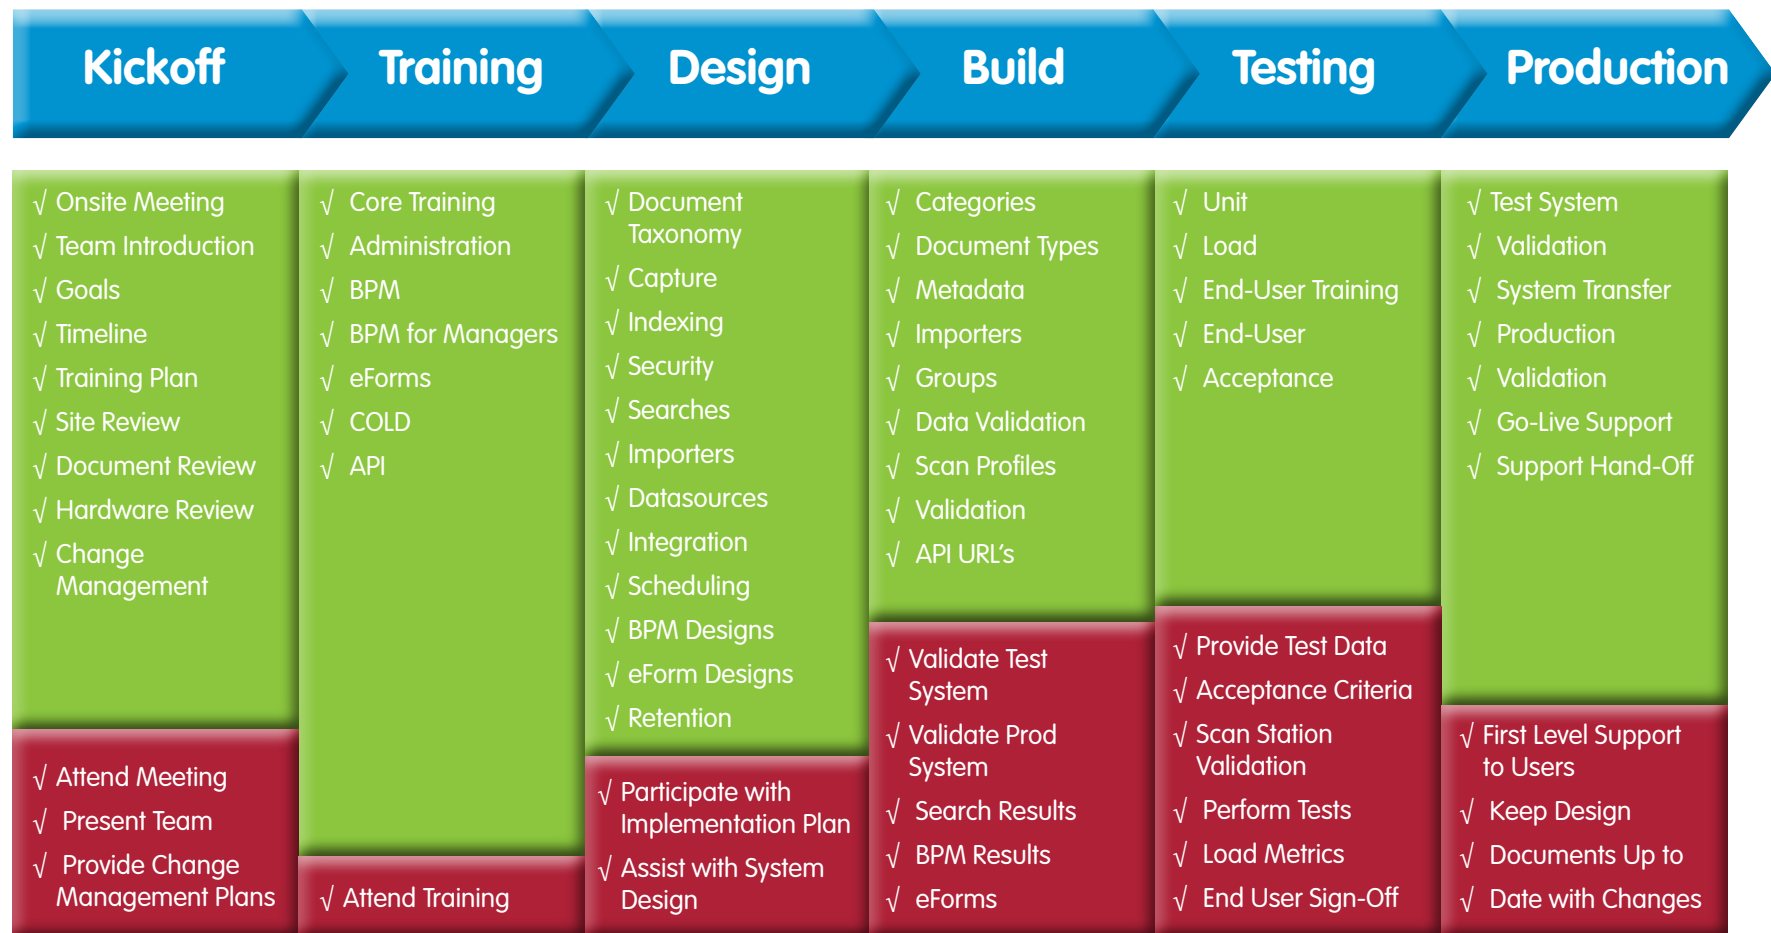 Kickoff
Training
Design
Build
Testing
Production
√ Onsite Meeting
√ Team Introduction
√ Goals
√ Timeline
√ Training Plan
√ Site Review
√ Document Review
√ Hardware Review
√ Change
Management
√ Attend Meeting
√ Present Team
√ Provide Change
Management Plans
√ Core Training
√ Administration
√ BPM
√ BPM for Managers
√ eForms
√ COLD
√ API
√ Attend Training
√ Document
Taxonomy
√ Capture
√ Indexing
√ Security
√ Searches
√ Importers
√ Datasources
√ Integration
√ Scheduling
√ BPM Designs
√ eForm Designs
√ Retention
√ Participate with
Implementation Plan
√ Assist with System
Design
√ Categories
√ Document Types
√ Metadata
√ Importers
√ Groups
√ Data Validation
√ Scan Profiles
√ Validation
√ API URL’s
√ Validate Test
System
√ Validate Prod
System
√ Search Results
√ BPM Results
√ eForms
√ Unit
√ Load
√ End-User Training
√ End-User
√ Acceptance
√ Provide Test Data
√ Acceptance Criteria
√ Scan Station
Validation
√ Perform Tests
√ Load Metrics
√ End User Sign-Off
√ Test System
√ Validation
√ System Transfer
√ Production
√ Validation
√ Go-Live Support
√ Support Hand-Off
√ First Level Support
to Users
√ Keep Design
√ Documents Up to
√ Date with Changes